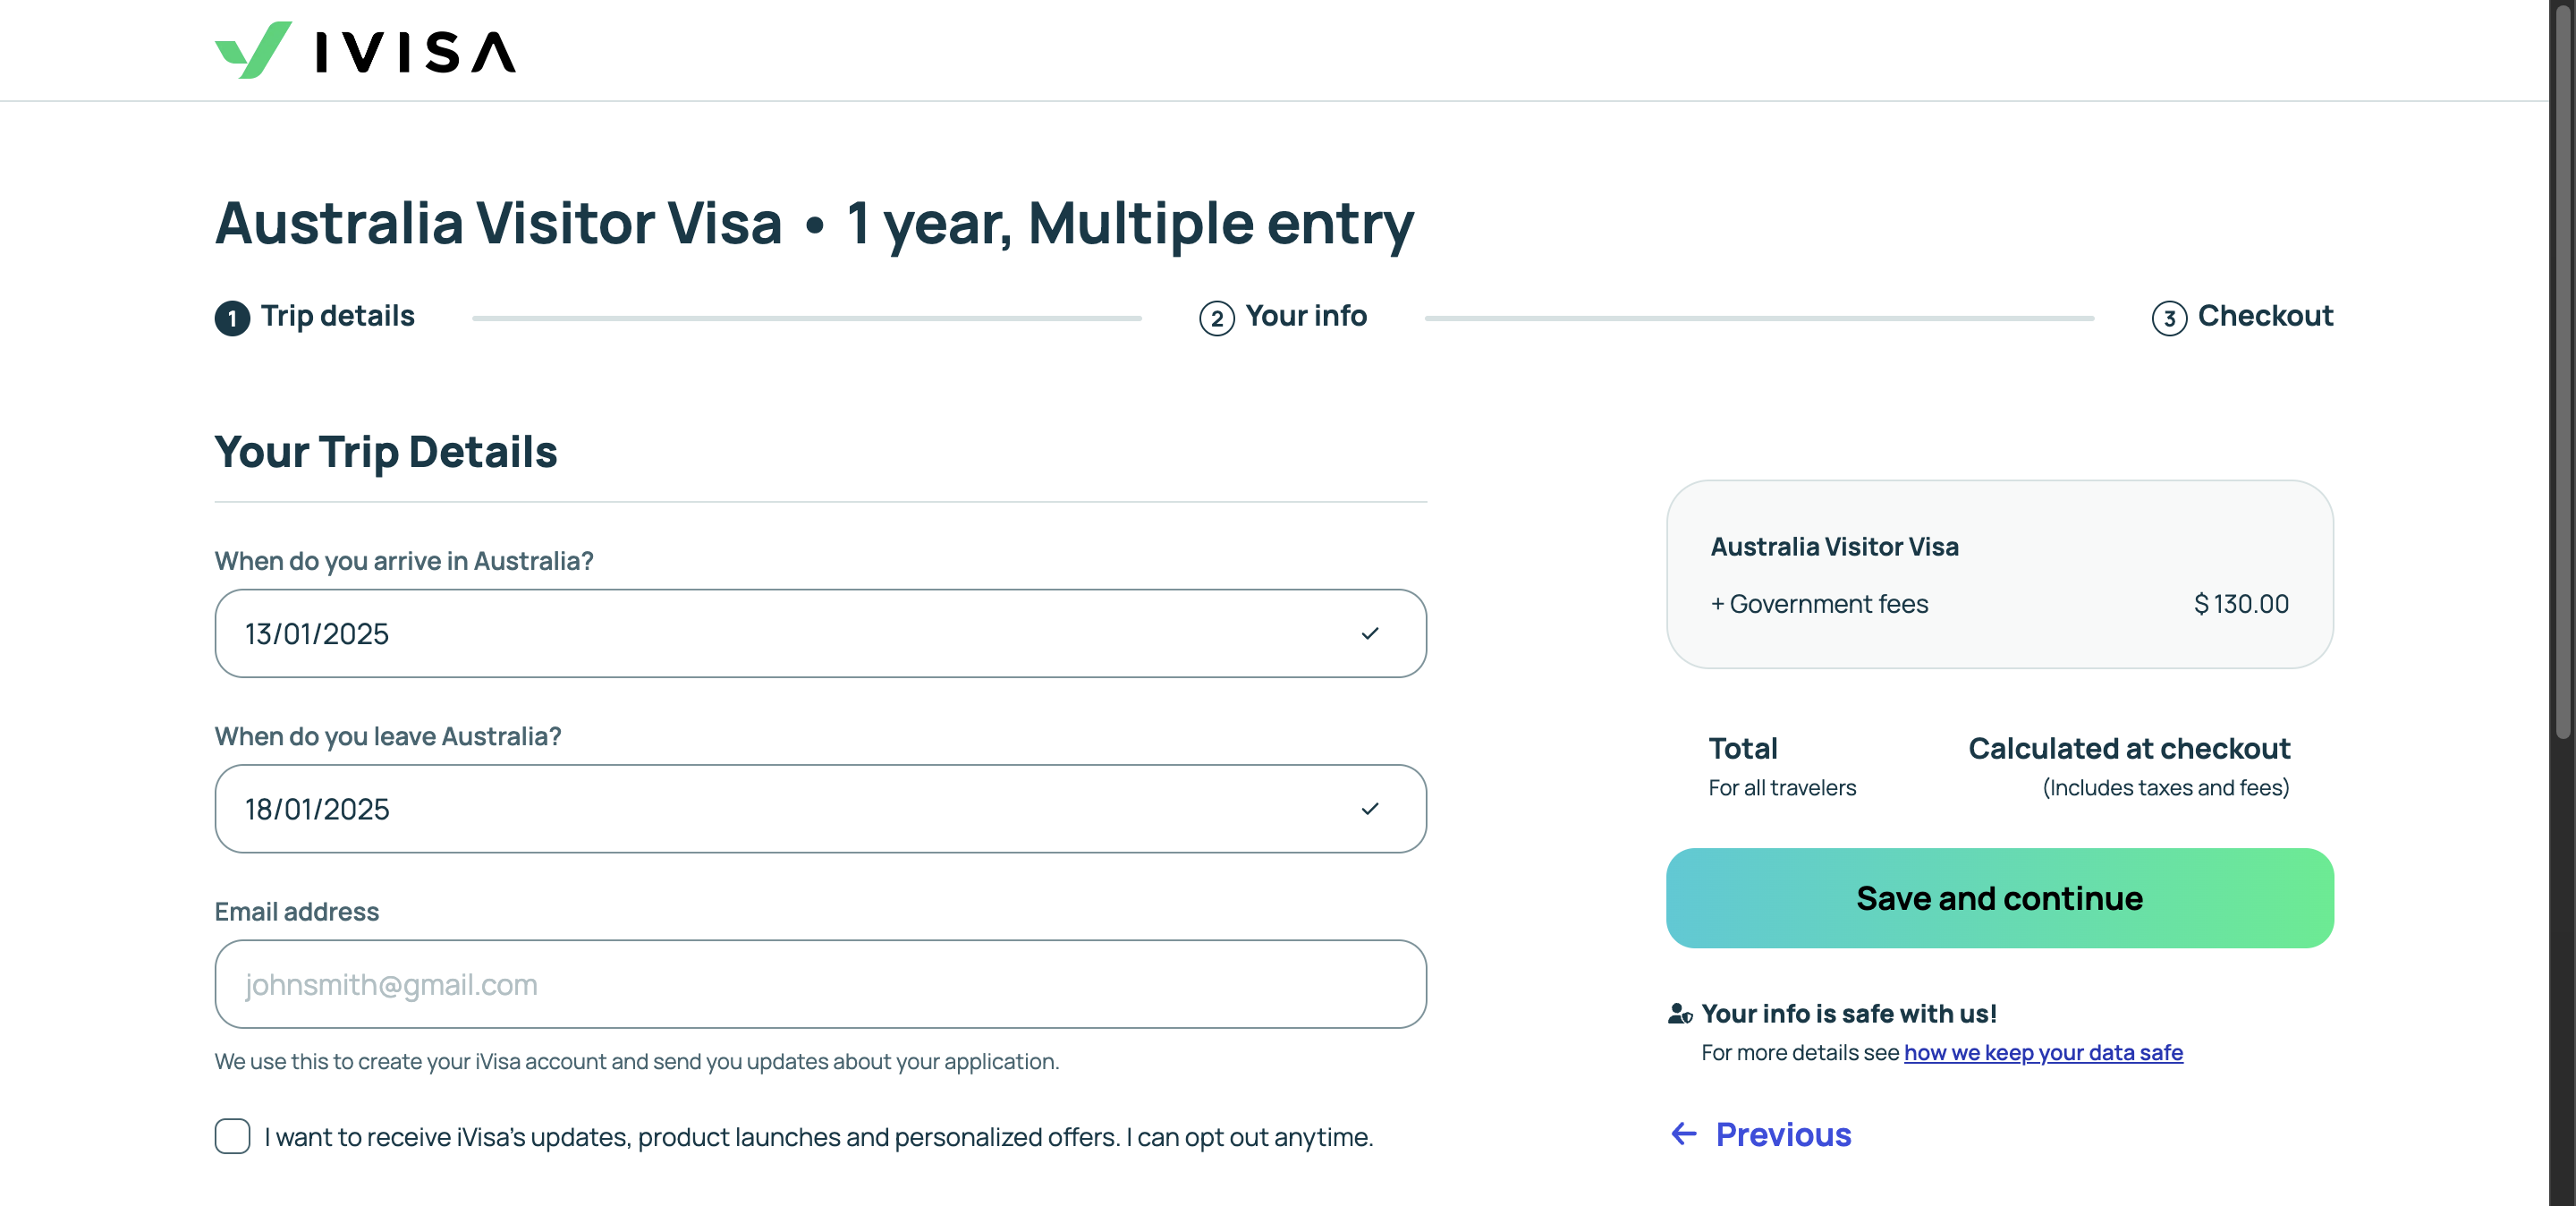 IVISA
Australia Visitor Visa • 1 year, Multiple entry
1 Trip details
2 Your info
3 Checkout
Your Trip Details
When do you arrive in Australia?
13/01/2025
When do you leave Australia?
18/01/2025
Email address
johnsmith@gmail.com
We use this to create your iVisa account and send you updates about your application.
I want to receive iVisa's updates, product launches and personalized offers. I can opt out anytime.
Australia Visitor Visa
+ Government fees $ 130.00
Total Calculated at checkout
For all travelers (Includes taxes and fees)
Save and continue
Your info is safe with us!
For more details see how we keep your data safe
← Previous